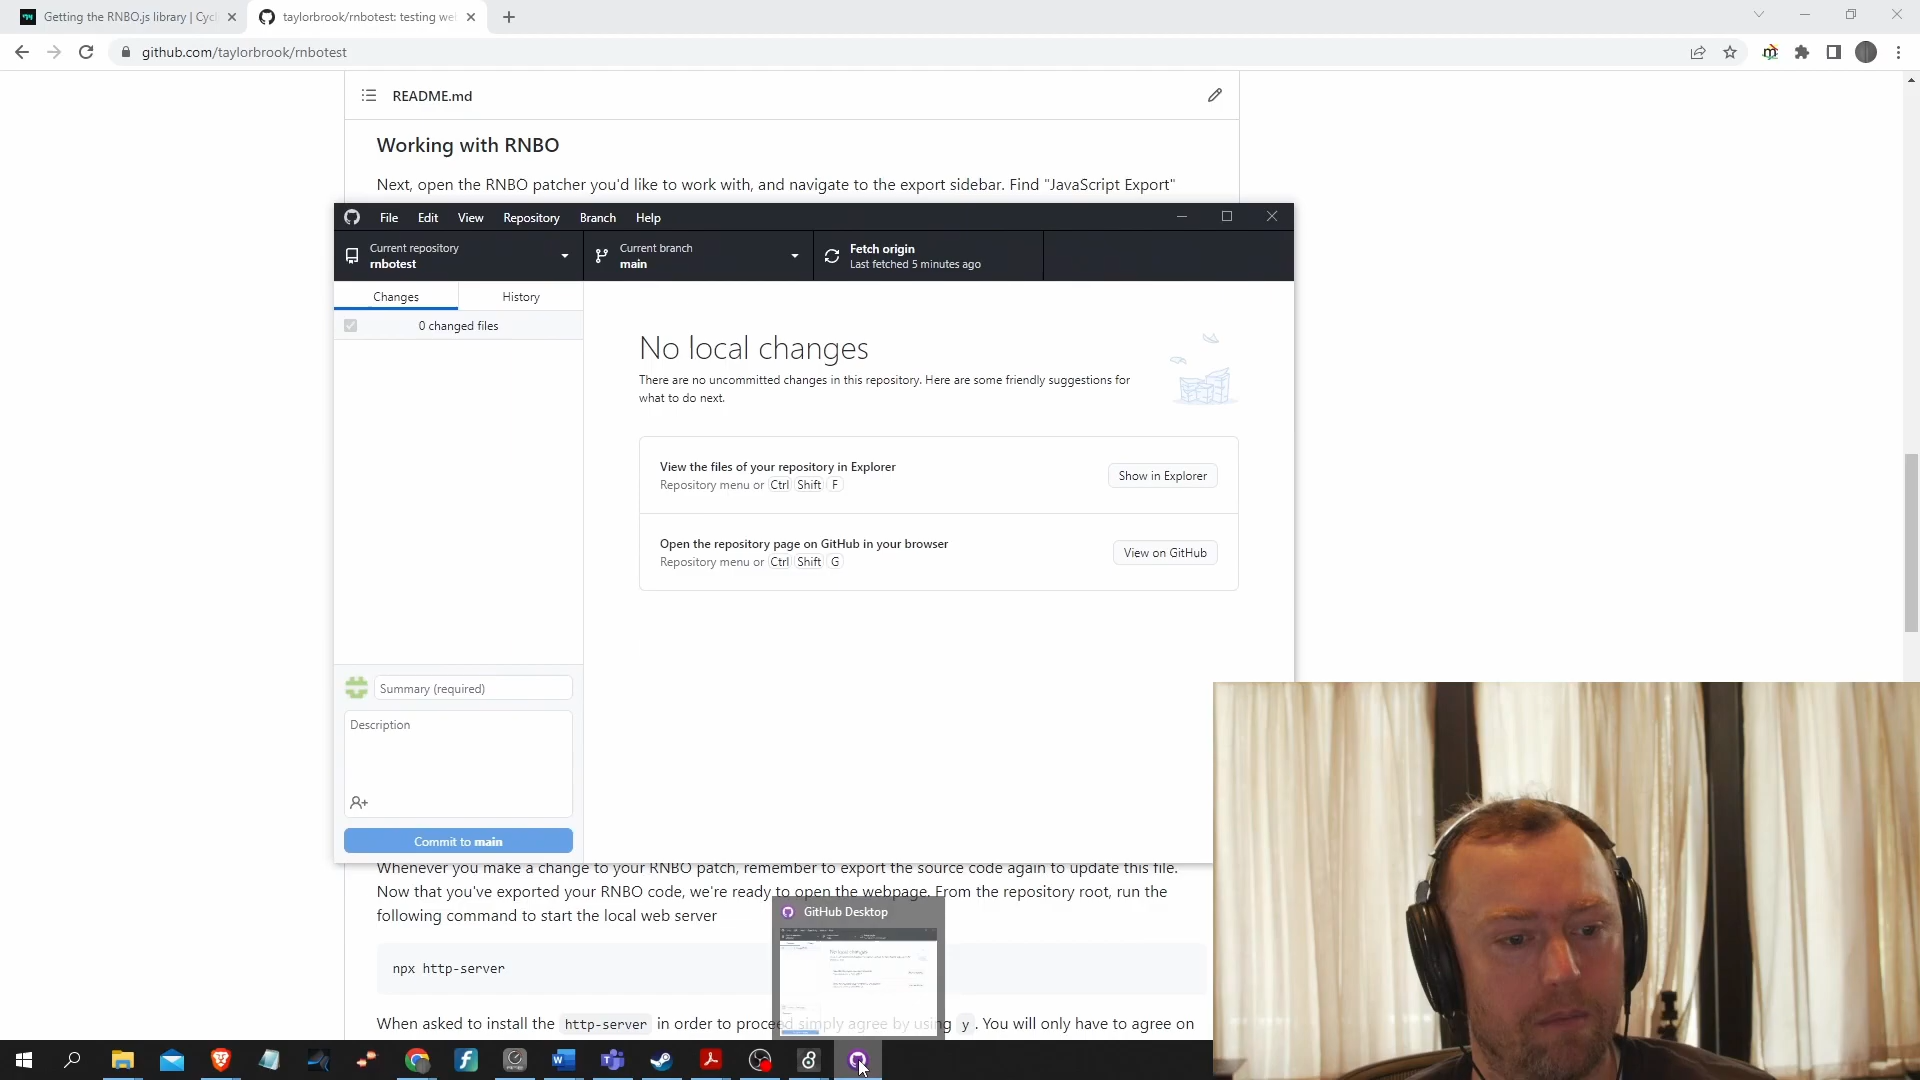 Getting the RNBO.js library | Cycl
taylorbrook/rnbotest: testing we
github.com/taylorbrook/rnbotest
README.md
Working with RNBO
Next, open the RNBO patcher you'd like to work with, and navigate to the export sidebar. Find "JavaScript Export"
File Edit View Repository Branch Help
Current repository
rnbotest
Current branch
main
Fetch origin
Last fetched 5 minutes ago
Changes
History
0 changed files
No local changes
There are no uncommitted changes in this repository. Here are some friendly suggestions for
what to do next.
View the files of your repository in Explorer
Repository menu or Ctrl Shift F
Show in Explorer
Open the repository page on GitHub in your browser
Repository menu or Ctrl Shift G
View on GitHub
Summary (required)
Description
Commit to main
Whenever you make a change to your RNBO patch, remember to export the source code again to update this file.
Now that you've exported your RNBO code, we're ready to open the webpage. From the repository root, run the
following command to start the local web server
GitHub Desktop
npx http-server
When asked to install the http-server in order to proceed simply agree by using y. You will only have to agree on